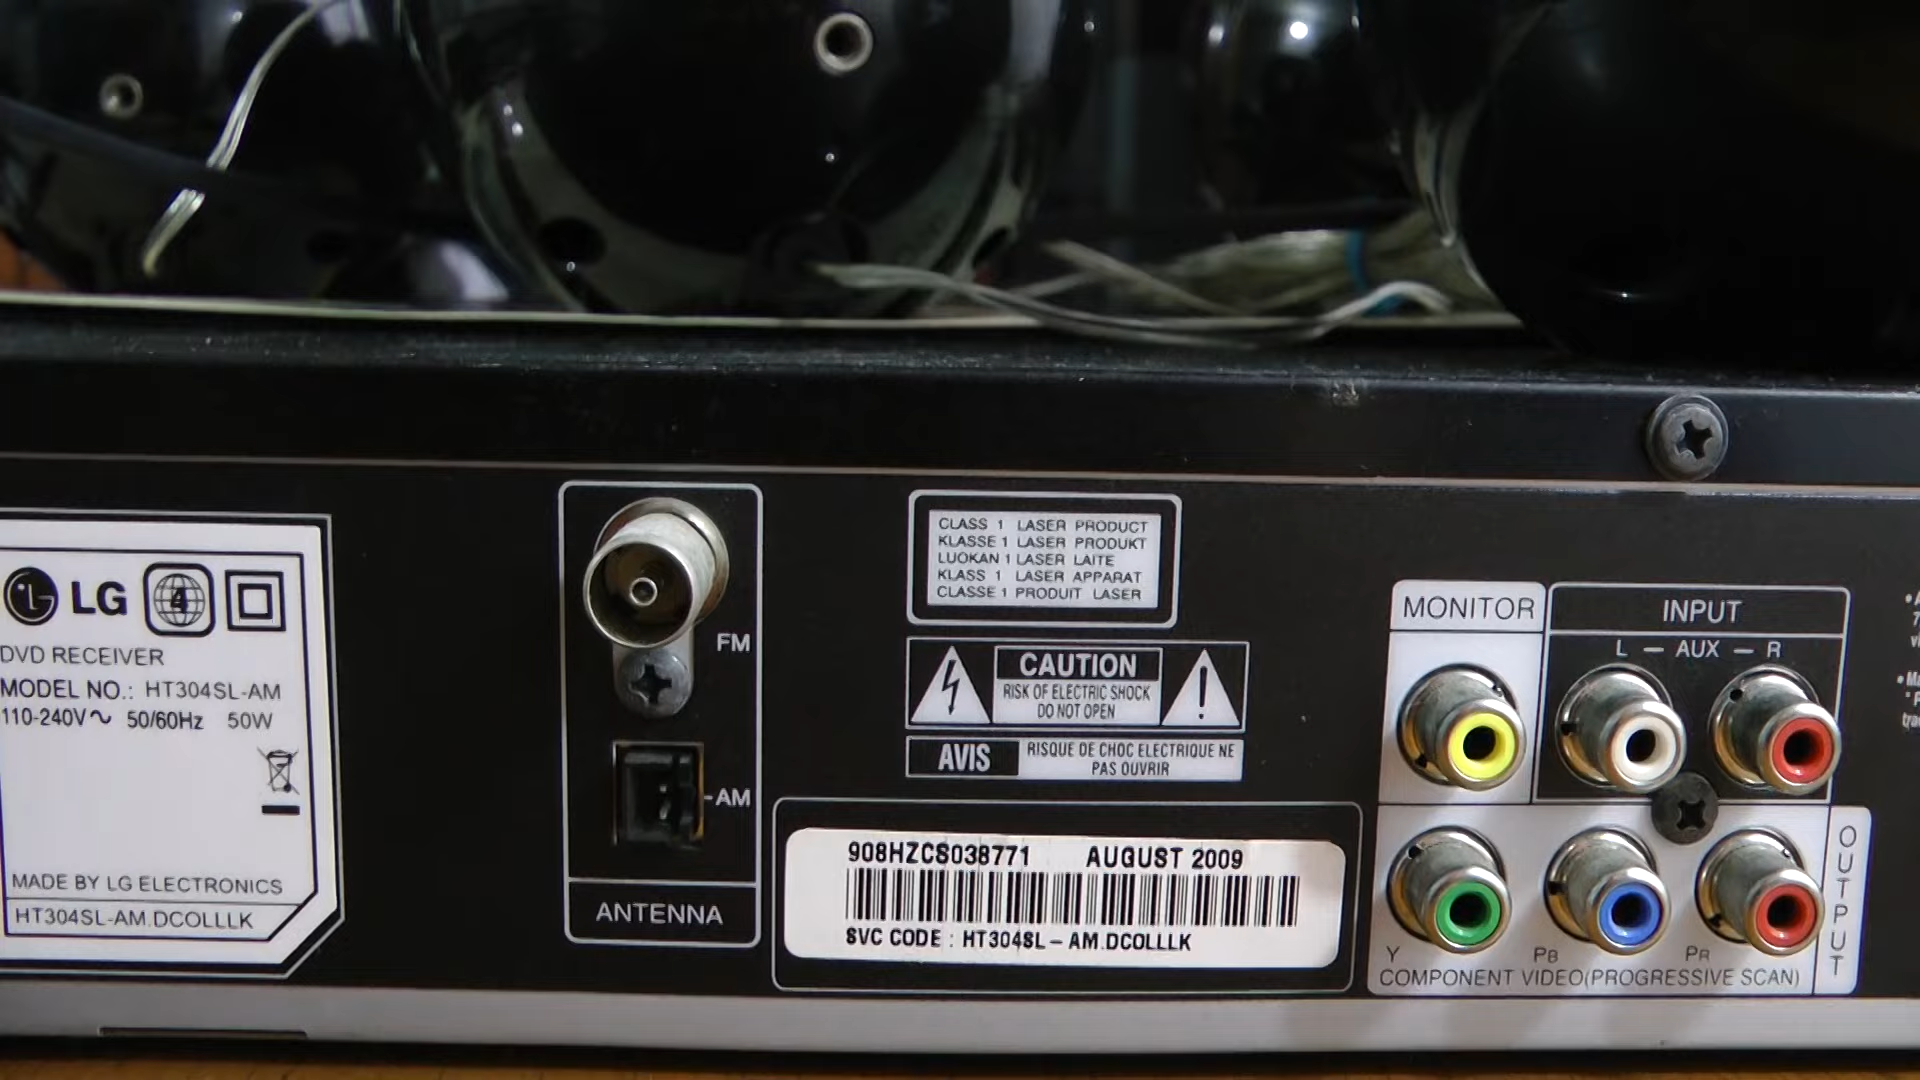 LG
4
DVD RECEIVER
MODEL NO.: HT304SL-AM
110-240V~ 50/60Hz 50W
MADE BY LG ELECTRONICS
HT304SL-AM.DCOLLLK
FM
AM
ANTENNA
CLASS 1 LASER PRODUCT
KLASSE 1 LASER PRODUKT
LUOKAN 1 LASER LAITE
KLASS 1 LASER APPARAT
CLASSE 1 PRODUIT LASER
CAUTION
RISK OF ELECTRIC SHOCK
DO NOT OPEN
AVIS
RISQUE DE CHOC ELECTRIQUE NE
PAS OUVRIR
908HZCS038771 AUGUST 2009
SVC CODE : HT304SL-AM.DCOLLLK
MONITOR
INPUT
L - AUX - R
Y PB PR
COMPONENT VIDEO(PROGRESSIVE SCAN)
OUTPUT